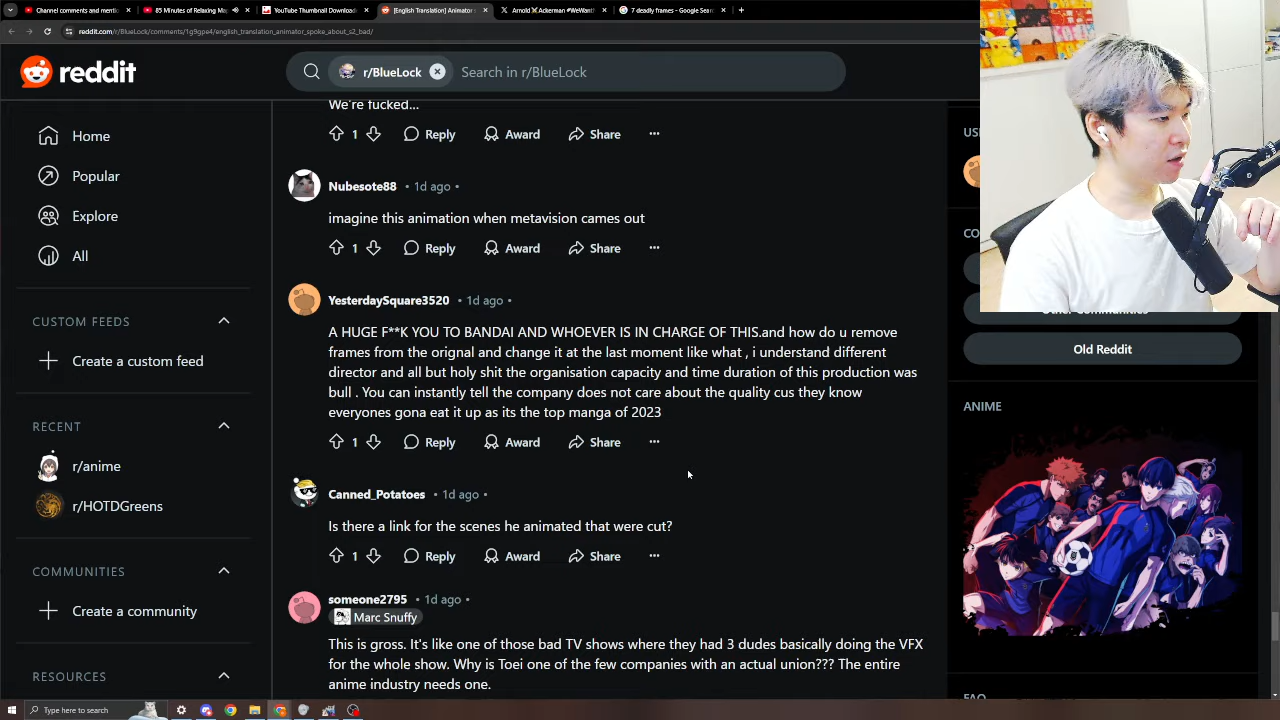 Channel comments and mentio
85 Minutes of Relaxing Ma
YouTube Thumbnail Downloade
[English Translation] Animator
Arnold Ackerman #WeWant
7 deadly frames - Google Sear
reddit.com/r/BlueLock/comments/1g9gpe4/english_translation_animator_spoke_about_s2_bad/
reddit
r/BlueLock
Search in r/BlueLock
Home
Popular
Explore
All
CUSTOM FEEDS
Create a custom feed
RECENT
r/anime
r/HOTDGreens
COMMUNITIES
Create a community
RESOURCES
We're fucked...
1 Reply Award Share ...
Nubesote88 • 1d ago •
imagine this animation when metavision cames out
1 Reply Award Share ...
YesterdaySquare3520 • 1d ago •
A HUGE F**K YOU TO BANDAI AND WHOEVER IS IN CHARGE OF THIS.and how do u remove
frames from the orignal and change it at the last moment like what , i understand different
director and all but holy shit the organisation capacity and time duration of this production was
bull . You can instantly tell the company does not care about the quality cus they know
everyones gona eat it up as its the top manga of 2023
1 Reply Award Share ...
Canned_Potatoes • 1d ago •
Is there a link for the scenes he animated that were cut?
1 Reply Award Share ...
someone2795 • 1d ago •
Marc Snuffy
This is gross. It's like one of those bad TV shows where they had 3 dudes basically doing the VFX
for the whole show. Why is Toei one of the few companies with an actual union??? The entire
anime industry needs one.
Old Reddit
ANIME
FAQ
Type here to search